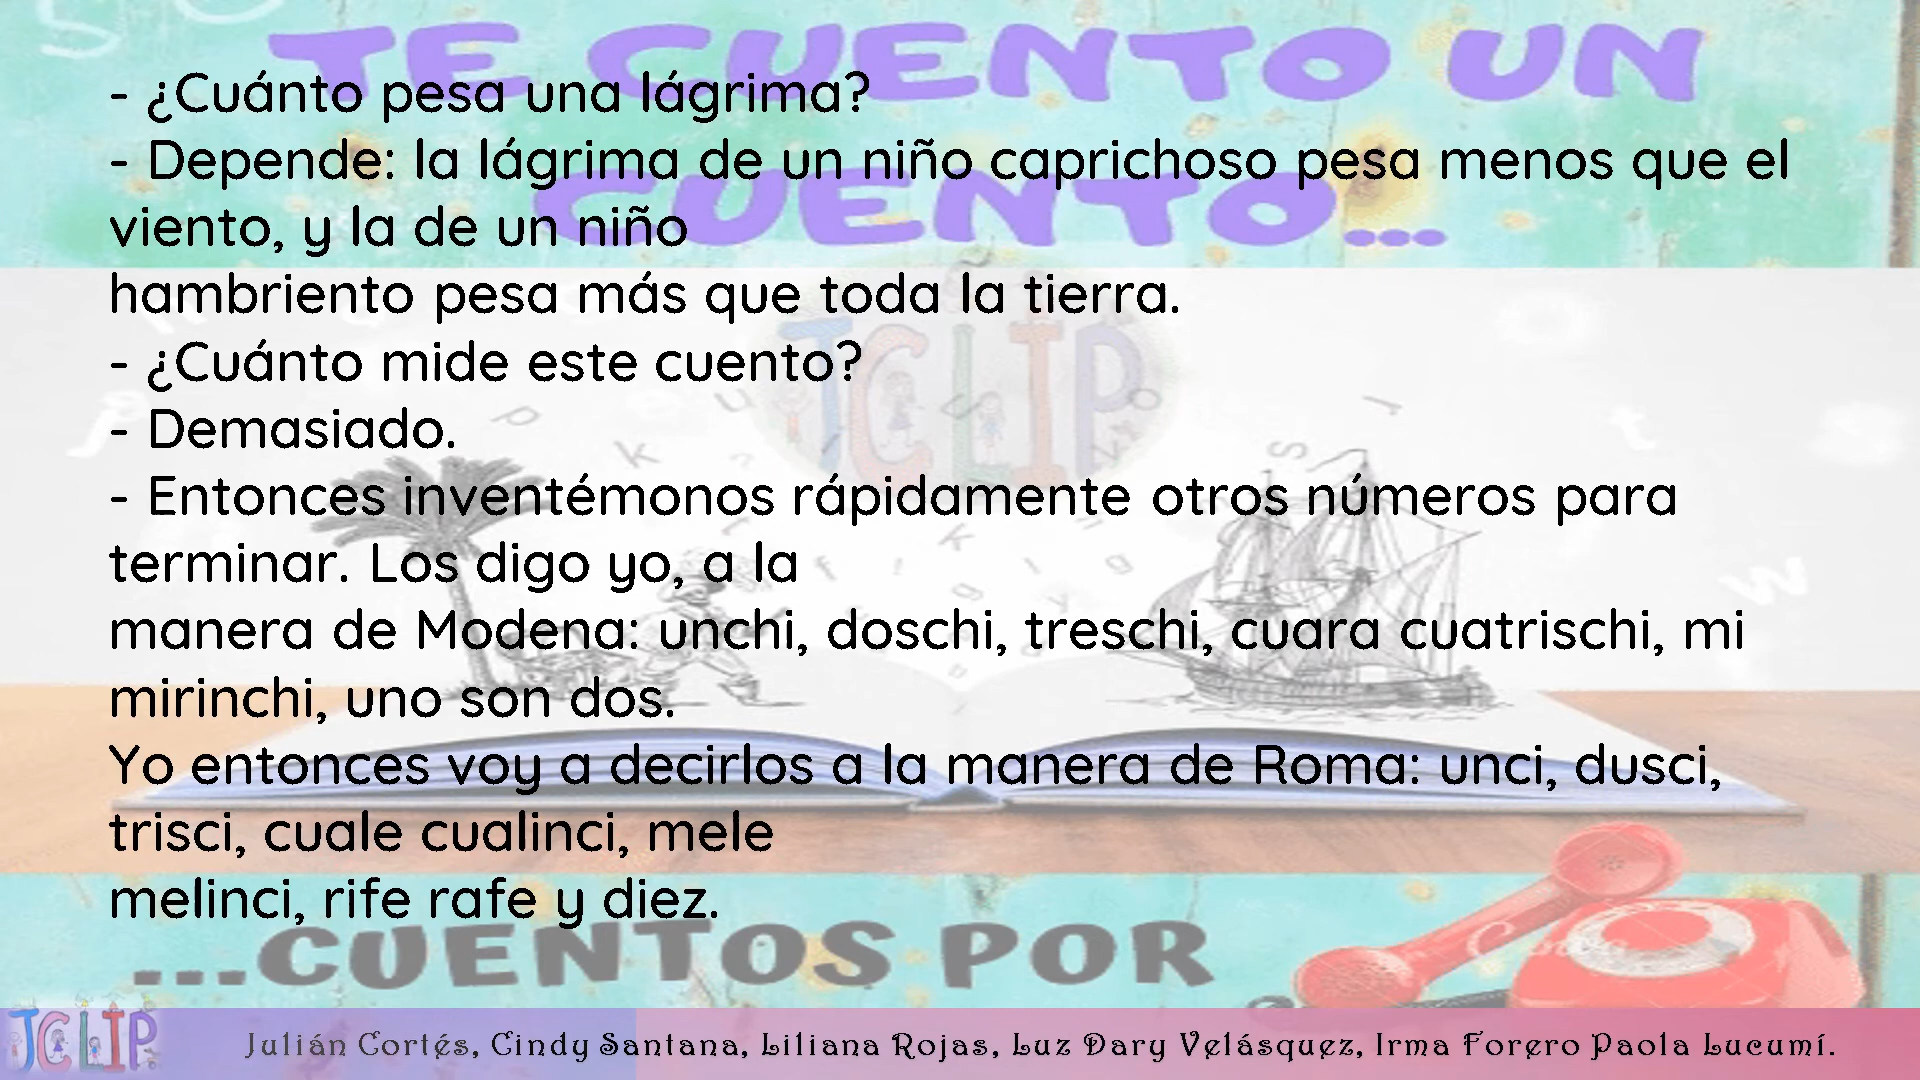 TE CUENTO UN
CUENTO...
- ¿Cuánto pesa una lágrima?
- Depende: la lágrima de un niño caprichoso pesa menos que el
viento, y la de un niño
hambriento pesa más que toda la tierra.
- ¿Cuánto mide este cuento?
- Demasiado.
- Entonces inventémonos rápidamente otros números para
terminar. Los digo yo, a la
manera de Modena: unchi, doschi, treschi, cuara cuatrischi, mi
mirinchi, uno son dos.
Yo entonces voy a decirlos a la manera de Roma: unci, dusci,
trisci, cuale cualinci, mele
melinci, rife rafe y diez.
TCLIP
...CUENTOS POR
TCLIP
Julián Cortés, Cindy Santana, Liliana Rojas, Luz Dary Velásquez, Irma Forero Paola Lucumí.